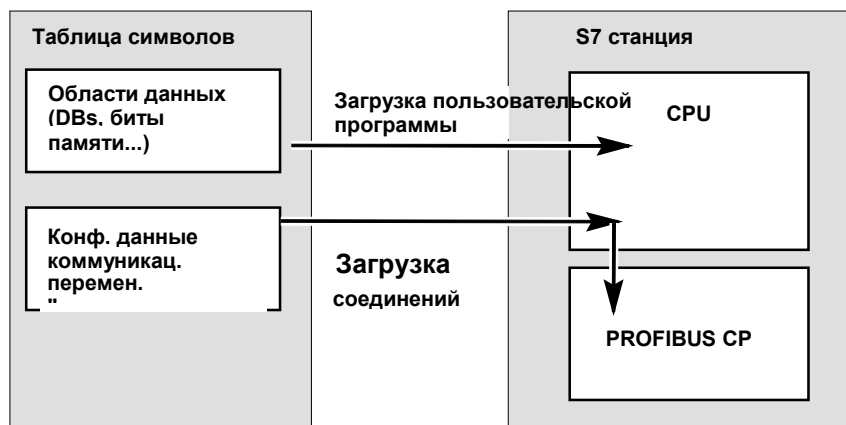 Таблица символов
Области данных
(DBs, биты
памяти...)
Конф. данные
коммуникац.
перемен.
"
Загрузка пользовательской
программы
Загрузка
соединений
S7 станция
CPU
PROFIBUS CP